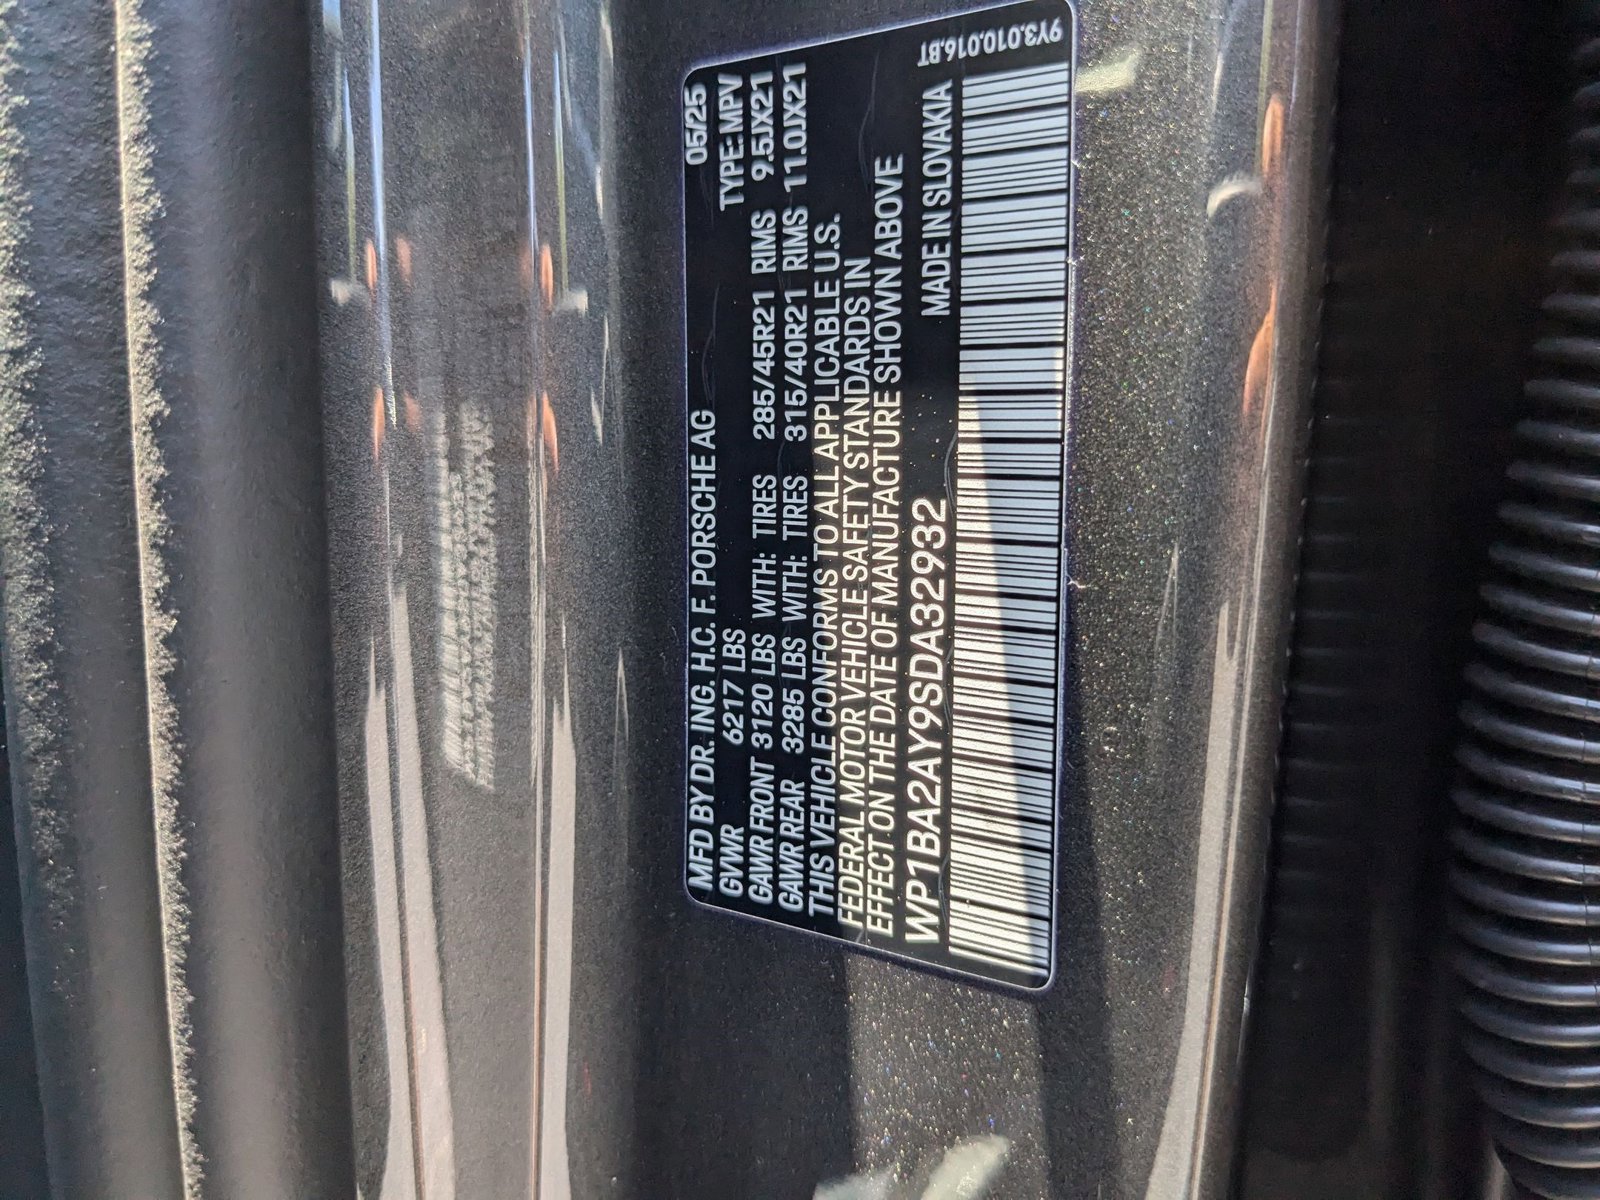 MFD BY DR. ING. H.C. F. PORSCHE AG 05/25
GVWR 6217 LBS TYPE: MPV
GAWR FRONT 3120 LBS WITH: TIRES 285/45R21 RIMS 9.5JX21
GAWR REAR 3285 LBS WITH: TIRES 315/40R21 RIMS 11.0JX21
THIS VEHICLE CONFORMS TO ALL APPLICABLE U.S.
FEDERAL MOTOR VEHICLE SAFETY STANDARDS IN
EFFECT ON THE DATE OF MANUFACTURE SHOWN ABOVE
WP1BA2AY9SDA32932 MADE IN SLOVAKIA
9Y3.010.016.BT